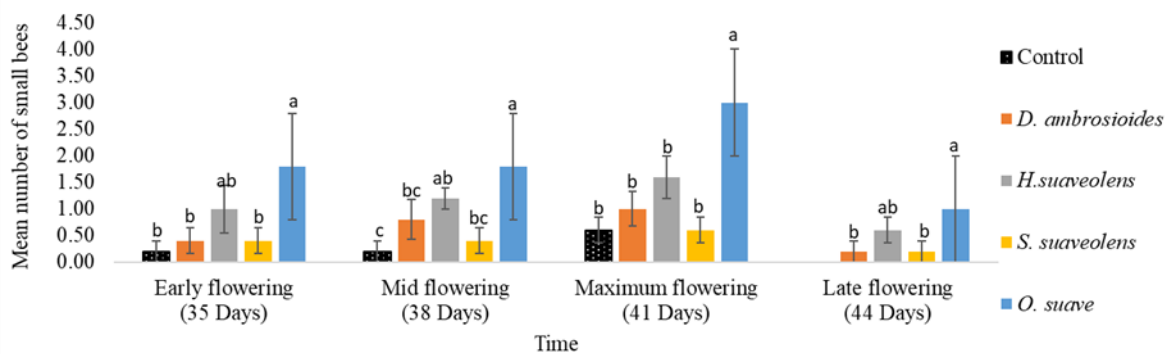 Mean number of small bees
4.50
4.00
3.50
3.00
2.50
2.00
1.50
1.00
0.50
0.00
b
b
ab
b
a
c
bc
ab
bc
a
b
b
b
b
a
b
ab
b
a
Early flowering
(35 Days)
Mid flowering
(38 Days)
Maximum flowering
(41 Days)
Late flowering
(44 Days)
Time
Control
D. ambrosioides
H.suaveolens
S. suaveolens
O. suave